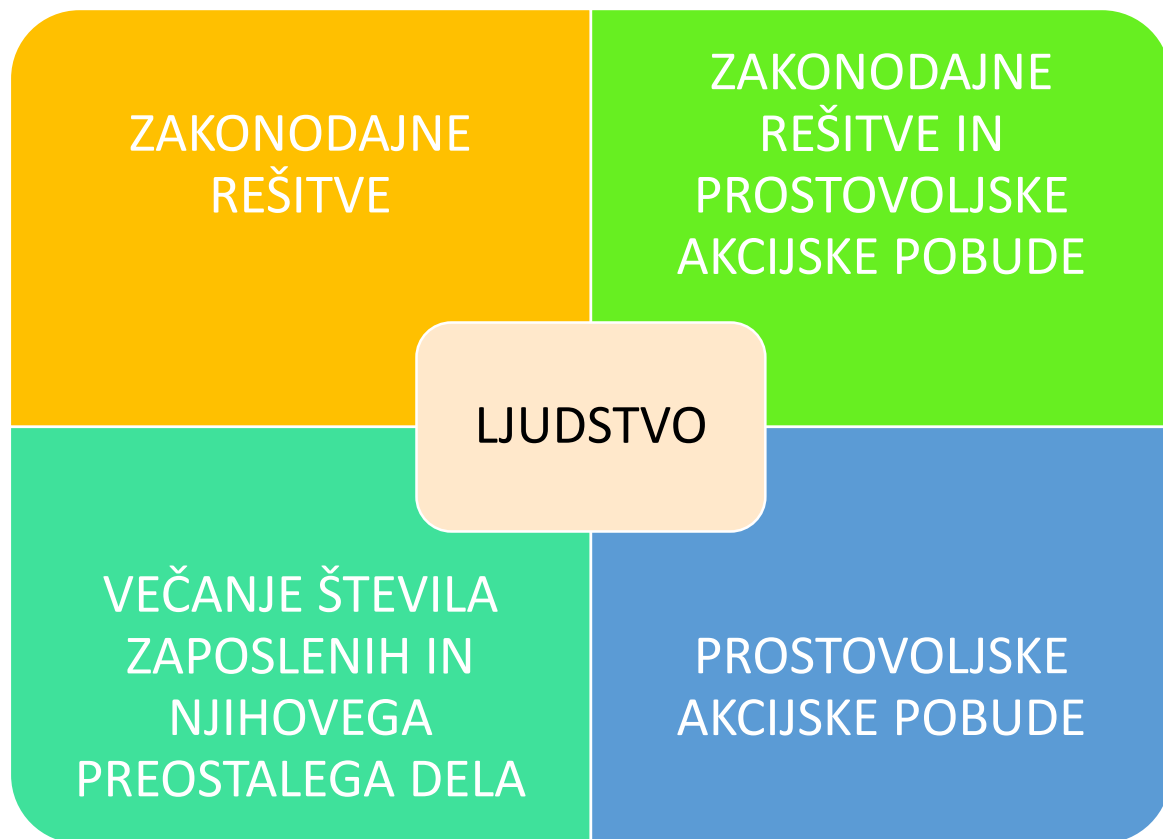 ZAKONODAJNE
REŠITVE
ZAKONODAJNE
REŠITVE IN
PROSTOVOLJSKE
AKCIJSKE POBUDE
LJUDSTVO
VEČANJE ŠTEVILA
ZAPOSLENIH IN
NJIHOVEGA
PREOSTALEGA DELA
PROSTOVOLJSKE
AKCIJSKE POBUDE